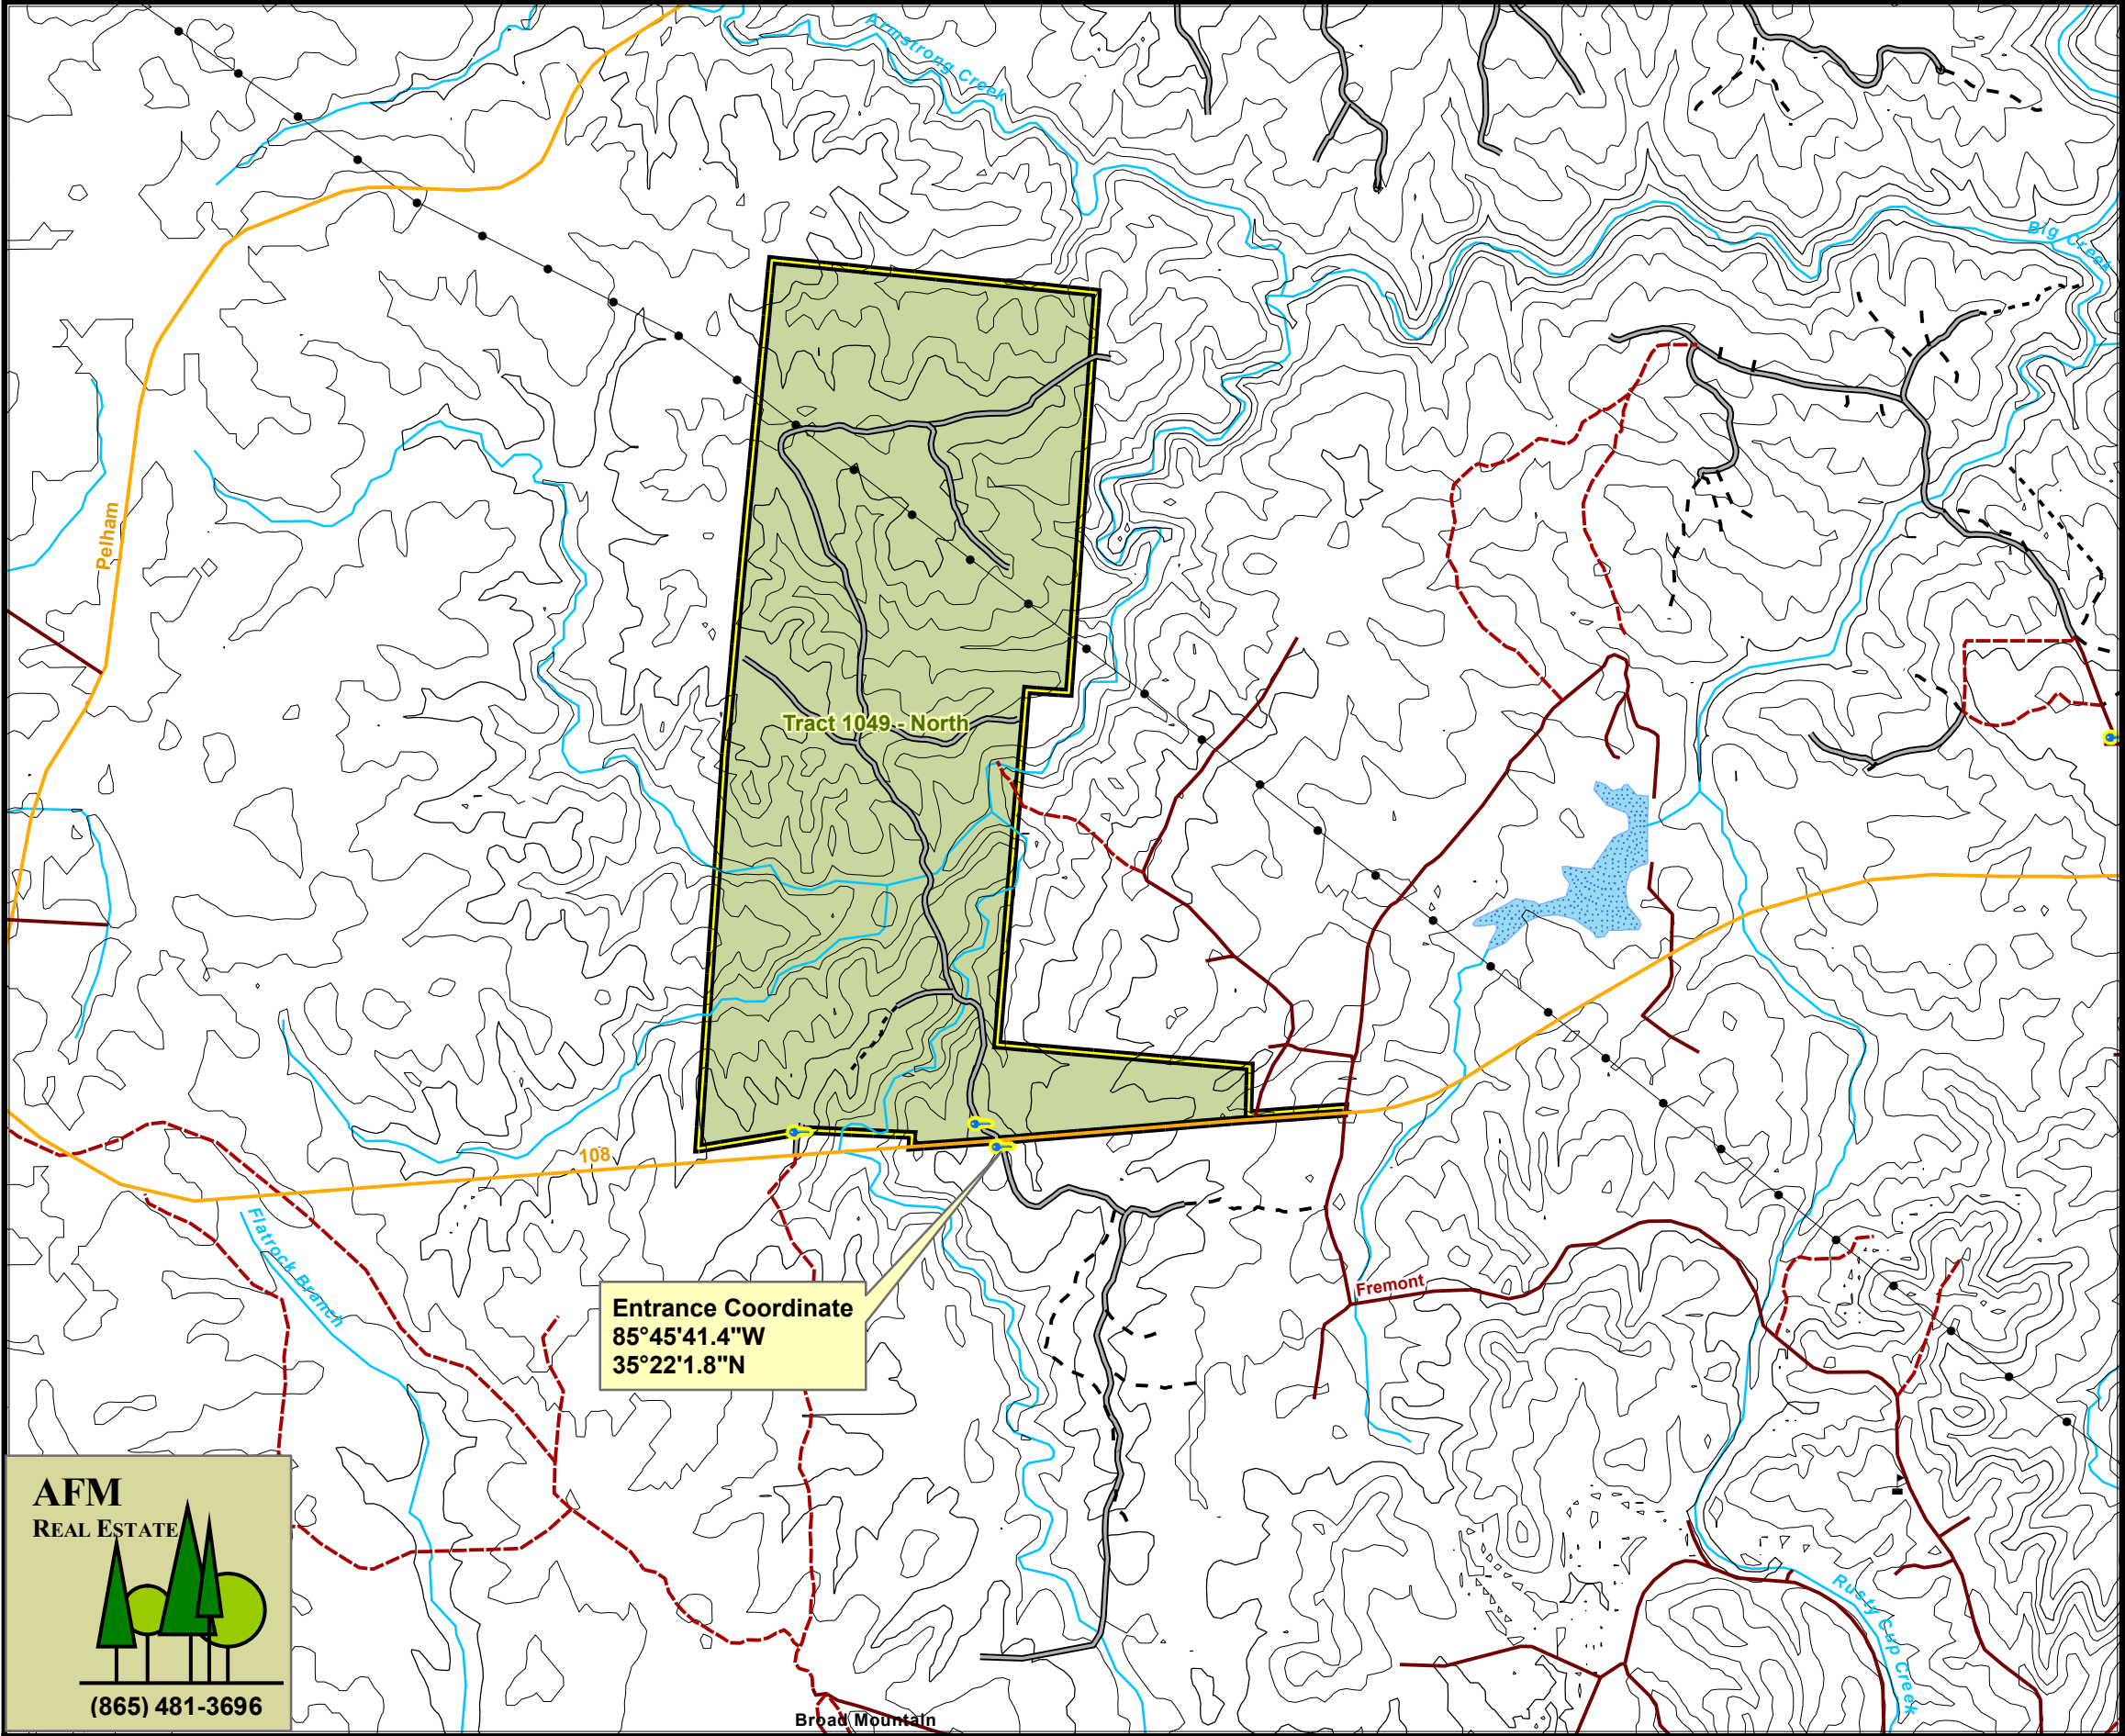 Armstrong Creek
Big Creek
Pelham
Tract 1049 - North
108
Flatrock Branch
Entrance Coordinate
85°45'41.4"W
35°22'1.8"N
Fremont
AFM
REAL ESTATE
(865) 481-3696
Rusty Cup Creek
Broad Mountain